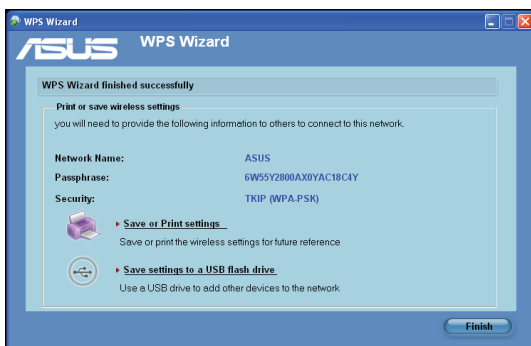 WPS Wizard
ASUS WPS Wizard
WPS Wizard finished successfully
Print or save wireless settings
you will need to provide the following information to others to connect to this network.
Network Name: ASUS
Passphrase: 6W55Y2800AX0YAC18C4Y
Security: TKIP (WPA-PSK)
Save or Print settings
Save or print the wireless settings for future reference
Save settings to a USB flash drive
Use a USB drive to add other devices to the network
Finish